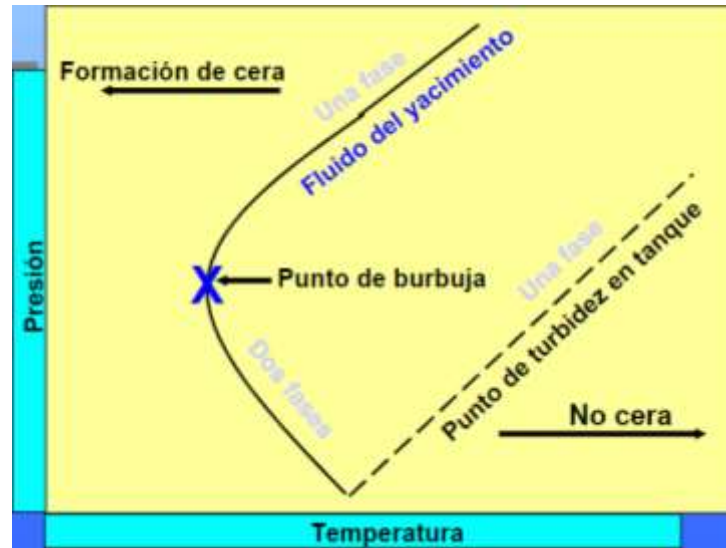 Formación de cera
Una fase
Fluido del yacimiento
Punto de burbuja
Presión
Una fase
Punto de turbidez en tanque
Dos fases
No cera
Temperatura